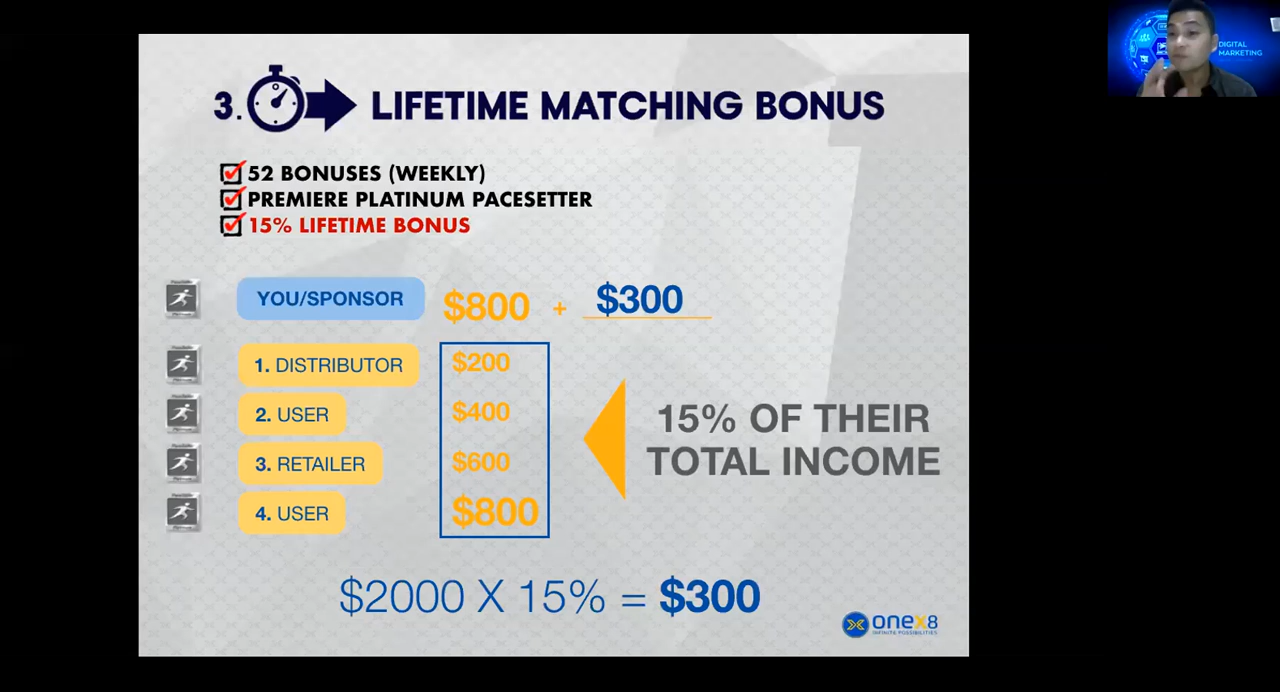 DIGITAL
MARKETING
3. LIFETIME MATCHING BONUS
52 BONUSES (WEEKLY)
PREMIERE PLATINUM PACESETTER
15% LIFETIME BONUS
YOU/SPONSOR $800 + $300
1. DISTRIBUTOR $200
2. USER $400
3. RETAILER $600
4. USER $800
15% OF THEIR
TOTAL INCOME
$2000 X 15% = $300
onex8
INFINITE POSSIBILITIES